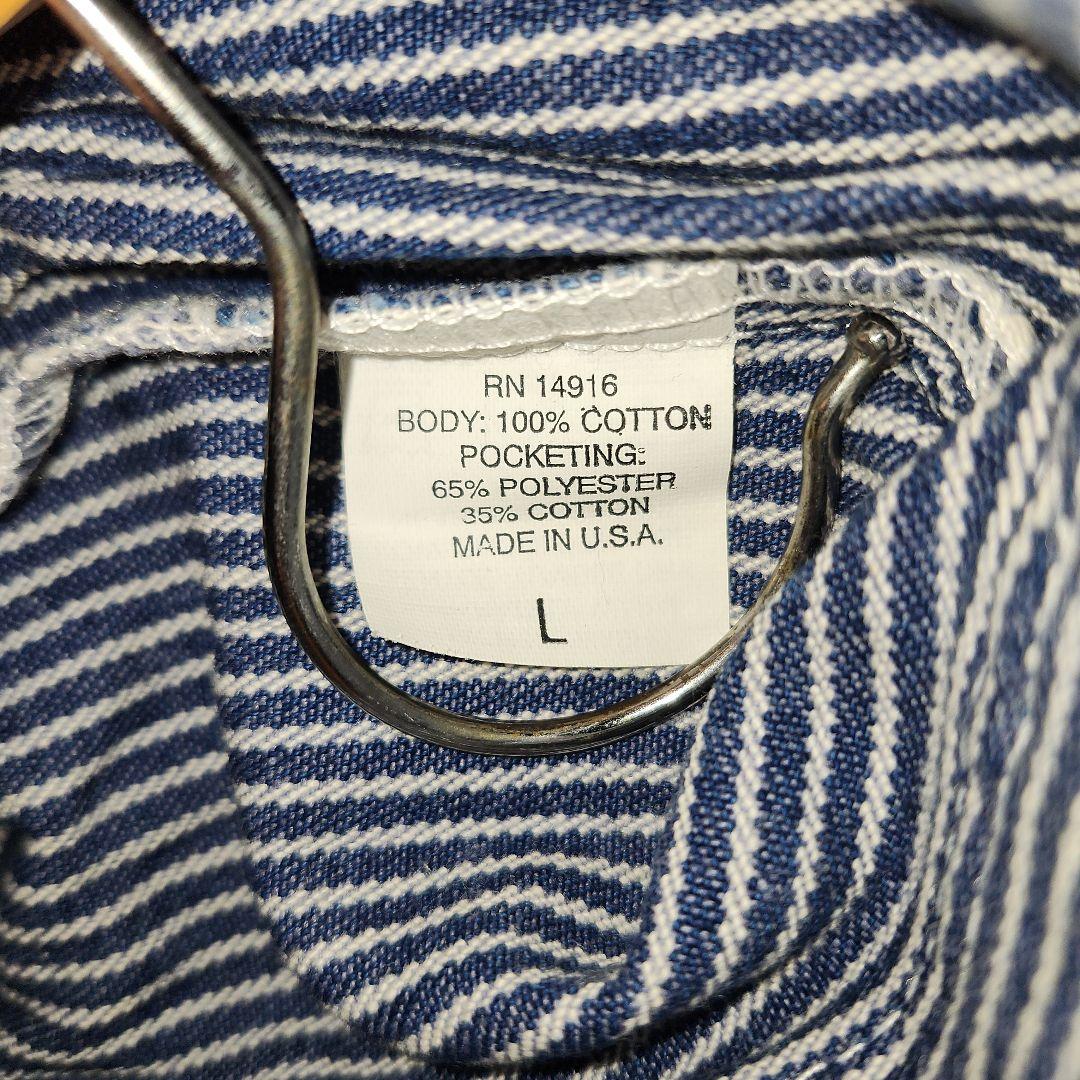 RN 14916
BODY: 100% COTTON
POCKETING:
65% POLYESTER
35% COTTON
MADE IN U.S.A.
L